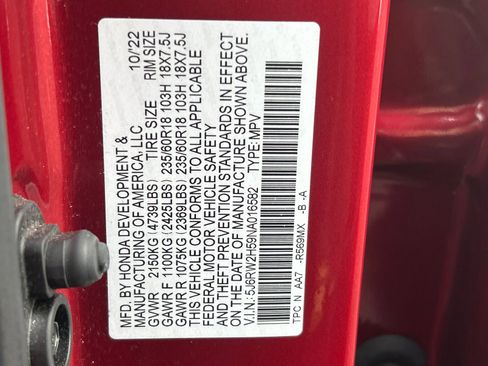 MFD. BY HONDA DEVELOPMENT & 10/22
MANUFACTURING OF AMERICA, LLC
TIRE SIZE RIM SIZE
GVWR 2150KG (4739LBS)
GAWR F 1100KG (2425LBS) 235/60R18 103H 18X7.5J
GAWR R 1075KG (2369LBS) 235/60R18 103H 18X7.5J
THIS VEHICLE CONFORMS TO ALL APPLICABLE
FEDERAL MOTOR VEHICLE SAFETY
AND THEFT PREVENTION STANDARDS IN EFFECT
ON THE DATE OF MANUFACTURE SHOWN ABOVE.
V.I.N.: 5J6RW2H59NA016582 TYPE: MPV
TPC N AA7 -R569MX -B -A